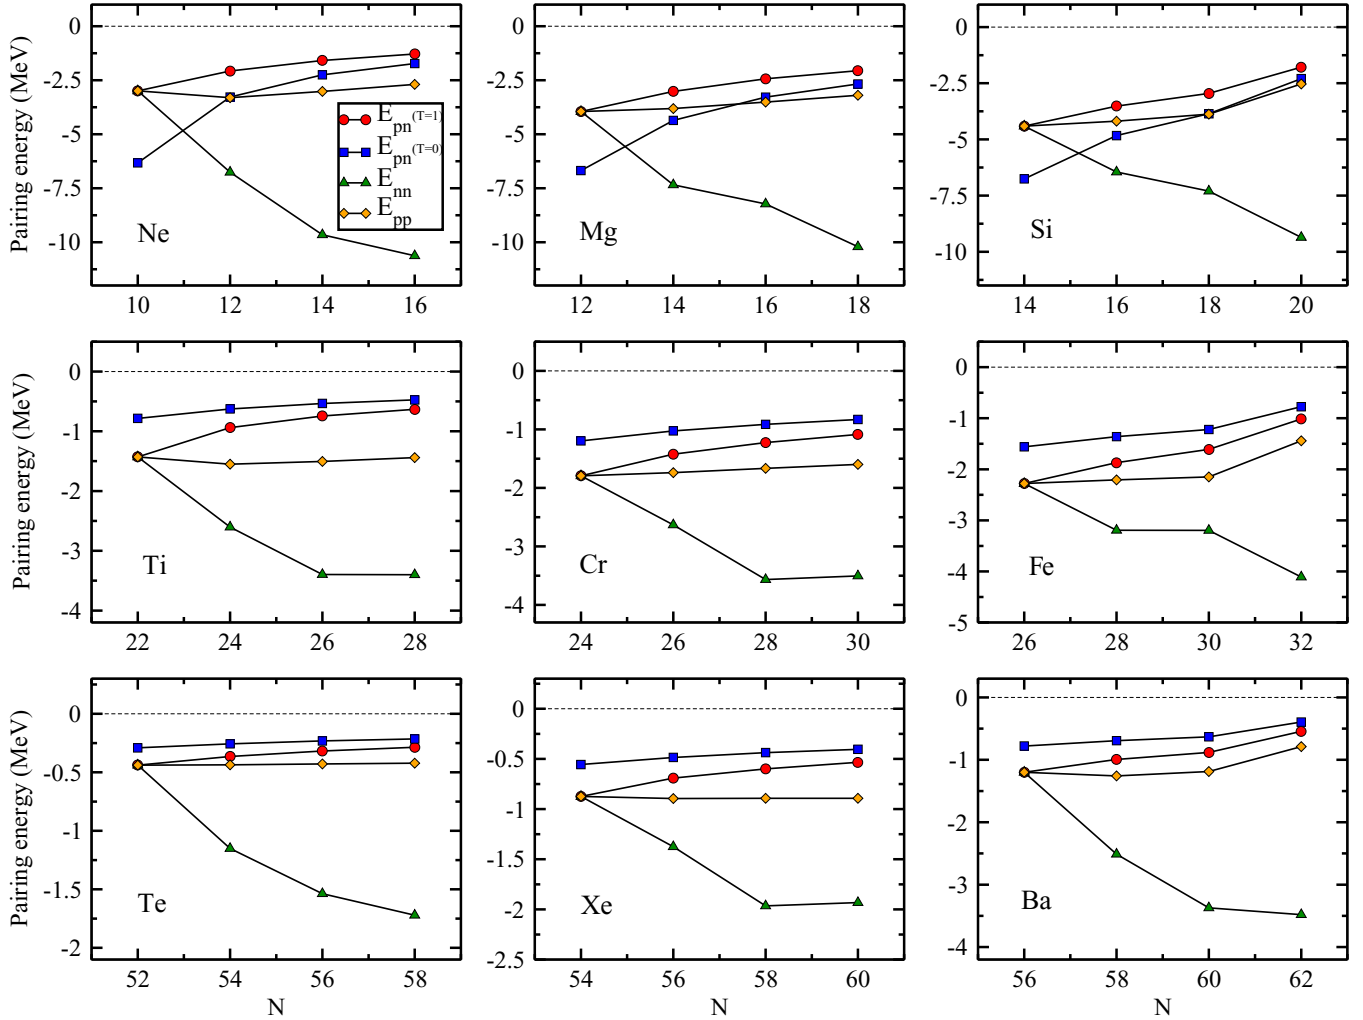 Pairing energy (MeV)
0
-2.5
-5
-7.5
-10
E pn (T=1)
E pn (T=0)
E nn
E pp
Ne
10 12 14 16
0
-2.5
-5
-7.5
-10
Mg
12 14 16 18
0
-2.5
-5
-7.5
-10
Si
14 16 18 20
Pairing energy (MeV)
0
-1
-2
-3
-4
Ti
22 24 26 28
0
-1
-2
-3
-4
Cr
24 26 28 30
0
-1
-2
-3
-4
-5
Fe
26 28 30 32
Pairing energy (MeV)
0
-0.5
-1
-1.5
-2
Te
52 54 56 58
N
0
-0.5
-1
-1.5
-2
-2.5
Xe
54 56 58 60
N
0
-1
-2
-3
-4
Ba
56 58 60 62
N